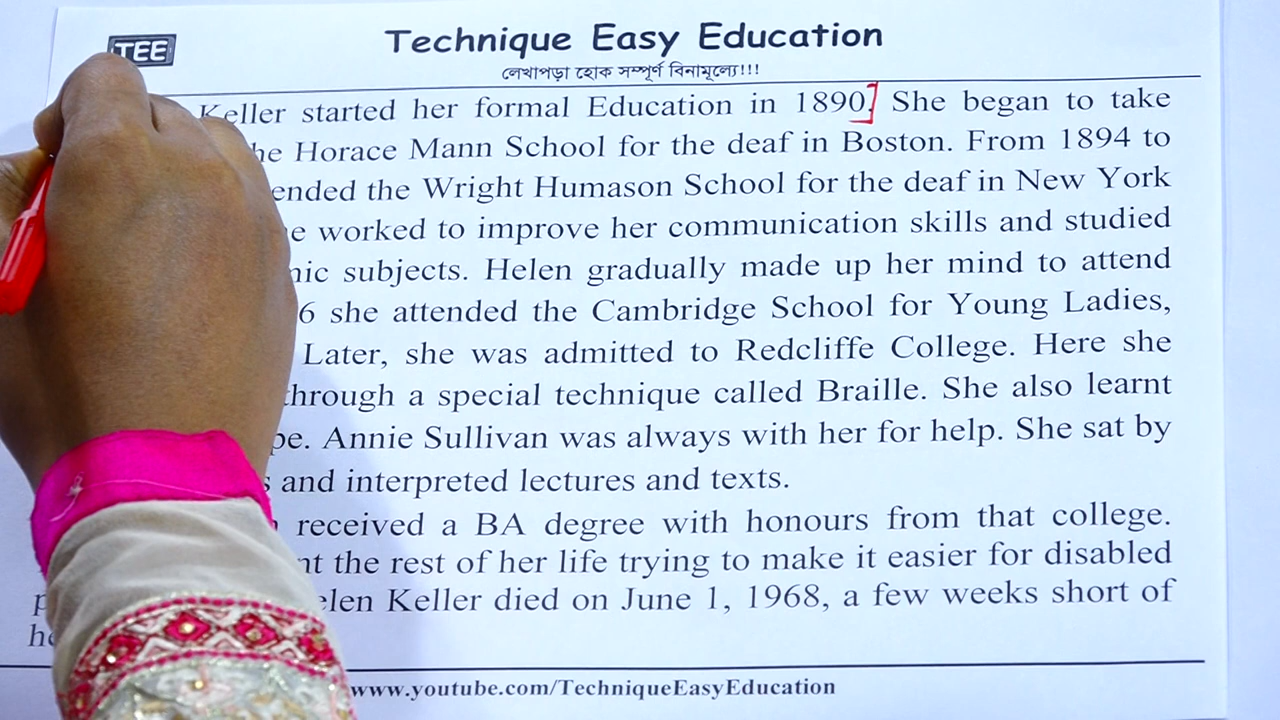 TEE
Technique Easy Education
লেখাপড়া হোক সম্পূর্ণ বিনামূল্যে!!!
Keller started her formal Education in 1890. She began to take
the Horace Mann School for the deaf in Boston. From 1894 to
the Wright Humason School for the deaf in New York
worked to improve her communication skills and studied
subjects. Helen gradually made up her mind to attend
6 she attended the Cambridge School for Young Ladies,
Later, she was admitted to Redcliffe College. Here she
through a special technique called Braille. She also learnt
Annie Sullivan was always with her for help. She sat by
and interpreted lectures and texts.
received a BA degree with honours from that college.
the rest of her life trying to make it easier for disabled
Keller died on June 1, 1968, a few weeks short of
www.youtube.com/TechniqueEasyEducation